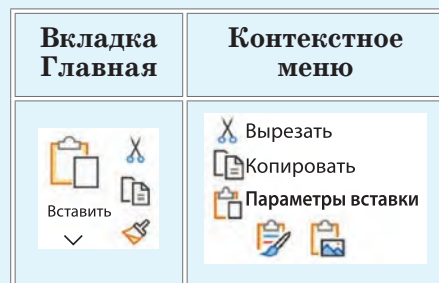 Вкладка
Главная
Контекстное
меню
Вставить
Вырезать
Копировать
Параметры вставки